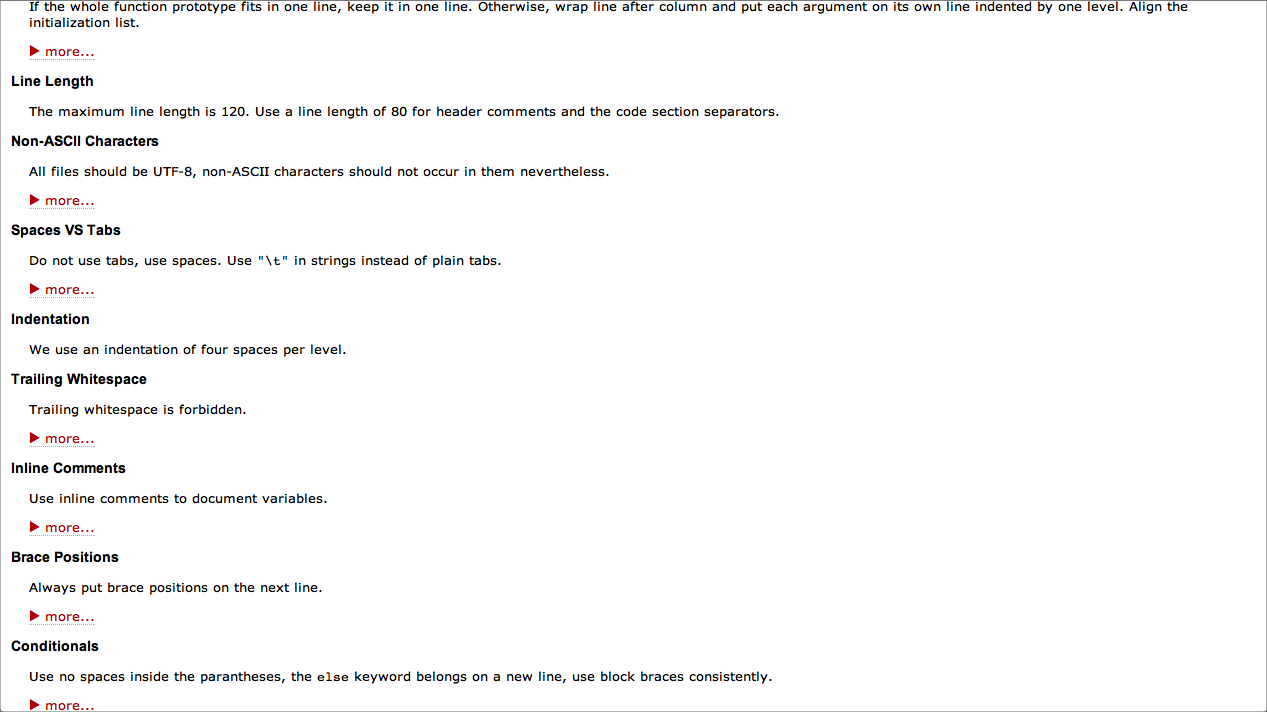 If the whole function prototype fits in one line, keep it in one line. Otherwise, wrap line after column and put each argument on its own line indented by one level. Align the
initialization list.
▶ more...
Line Length
The maximum line length is 120. Use a line length of 80 for header comments and the code section separators.
Non-ASCII Characters
All files should be UTF-8, non-ASCII characters should not occur in them nevertheless.
▶ more...
Spaces VS Tabs
Do not use tabs, use spaces. Use "\t" in strings instead of plain tabs.
▶ more...
Indentation
We use an indentation of four spaces per level.
Trailing Whitespace
Trailing whitespace is forbidden.
▶ more...
Inline Comments
Use inline comments to document variables.
▶ more...
Brace Positions
Always put brace positions on the next line.
▶ more...
Conditionals
Use no spaces inside the parantheses, the else keyword belongs on a new line, use block braces consistently.
▶ more...